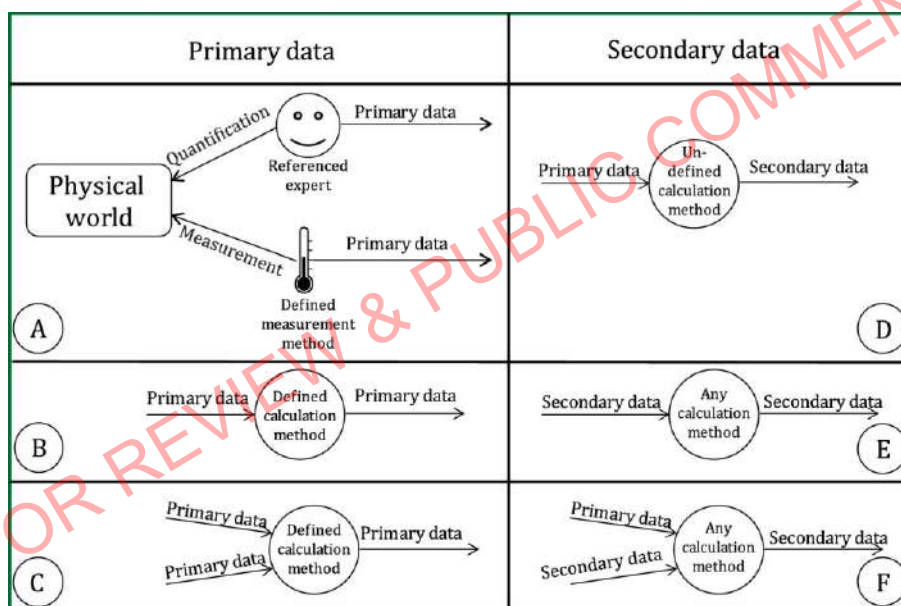 Primary data
Secondary data
Physical
world
Quantification
Referenced
expert
Primary data
Measurement
Defined
measurement
method
Primary data
A
Primary data
Un-
defined
calculation
method
Secondary data
D
Primary data
Defined
calculation
method
Primary data
B
Secondary data
Any
calculation
method
Secondary data
E
Primary data
Primary data
Defined
calculation
method
Primary data
C
Primary data
Secondary data
Any
calculation
method
Secondary data
F
OR REVIEW & PUBLIC COMMEN